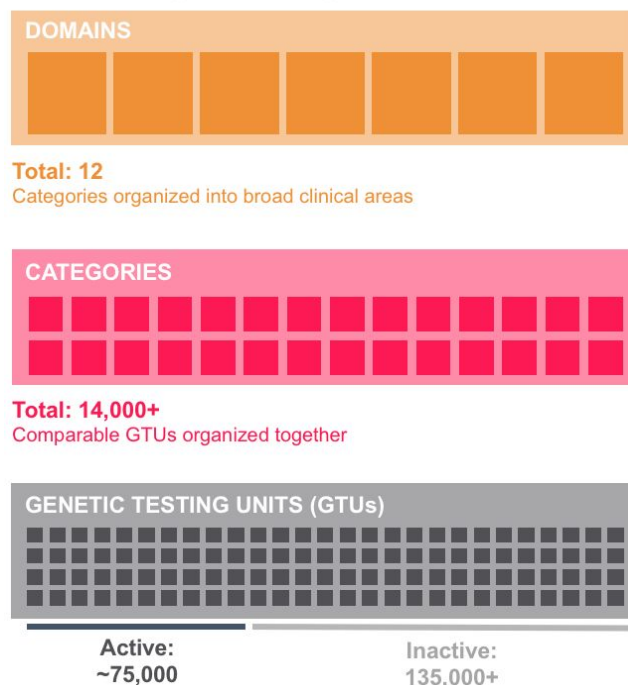 DOMAINS
Total: 12
Categories organized into broad clinical areas
CATEGORIES
Total: 14,000+
Comparable GTUs organized together
GENETIC TESTING UNITS (GTUs)
Active:
~75,000
Inactive:
135,000+